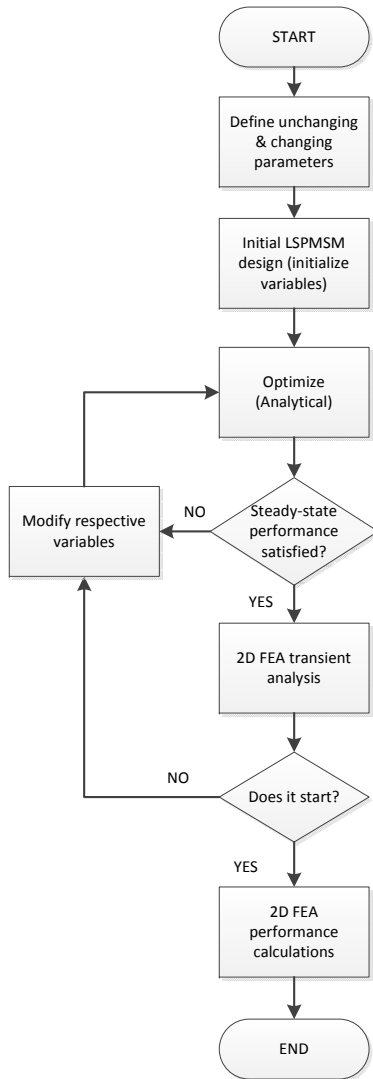 START
Define unchanging
& changing
parameters
Initial LSPMSM
design (initialize
variables)
Optimize
(Analytical)
Steady-state
performance
satisfied?
NO
Modify respective
variables
YES
2D FEA transient
analysis
NO
Does it start?
YES
2D FEA
performance
calculations
END